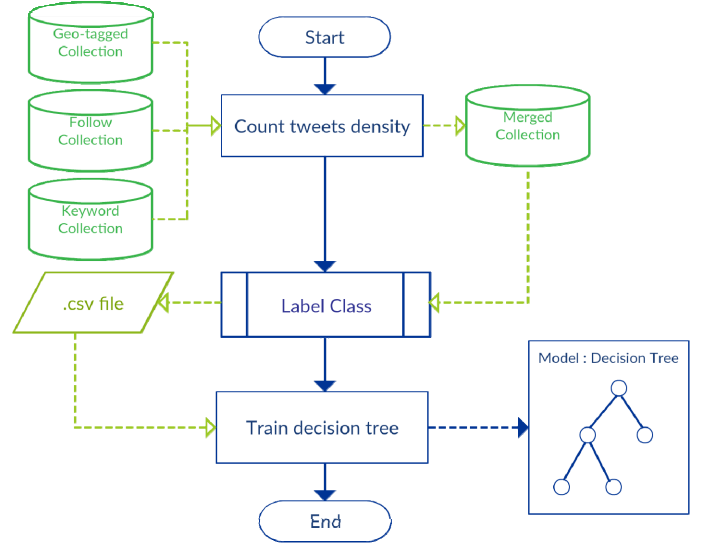 Geo-tagged
Collection
Start
Follow
Collection
Count tweets density
Merged
Collection
Keyword
Collection
.csv file
Label Class
Model : Decision Tree
Train decision tree
End